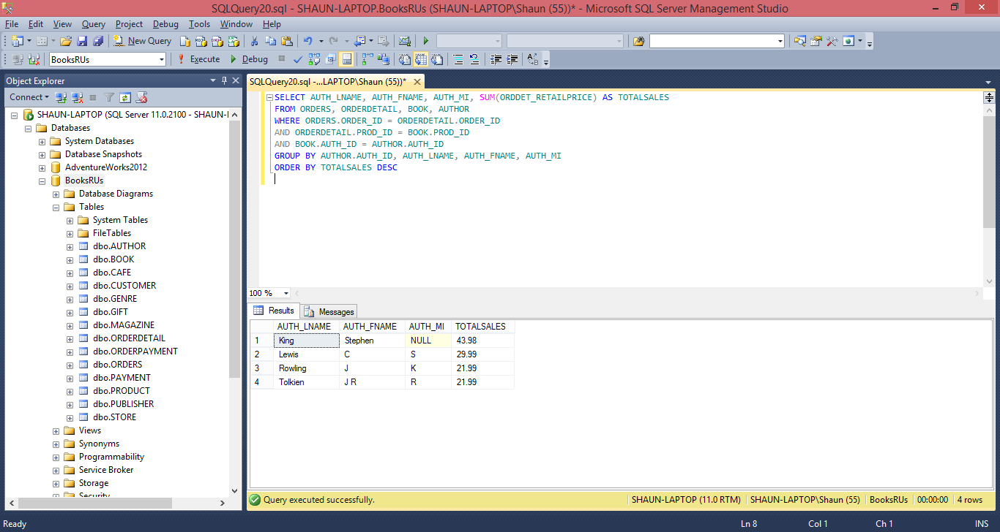 SQLQuery20.sql - SHAUN-LAPTOP.BooksRUs (SHAUN-LAPTOP\Shaun (55))* - Microsoft SQL Server Management Studio
File Edit View Query Project Debug Tools Window Help
New Query
BooksRUs Execute Debug
Object Explorer
Connect
SHAUN-LAPTOP (SQL Server 11.0.2100 - SHAUN-
Databases
System Databases
Database Snapshots
AdventureWorks2012
BooksRUs
Database Diagrams
Tables
System Tables
FileTables
dbo.AUTHOR
dbo.BOOK
dbo.CAFE
dbo.CUSTOMER
dbo.GENRE
dbo.GIFT
dbo.MAGAZINE
dbo.ORDERDETAIL
dbo.ORDERPAYMENT
dbo.ORDERS
dbo.PAYMENT
dbo.PRODUCT
dbo.PUBLISHER
dbo.STORE
Views
Synonyms
Programmability
Service Broker
Storage
Security
SQLQuery20.sql -...LAPTOP\Shaun (55))*
SELECT AUTH_LNAME, AUTH_FNAME, AUTH_MI, SUM(ORDDET_RETAILPRICE) AS TOTALSALES
FROM ORDERS, ORDERDETAIL, BOOK, AUTHOR
WHERE ORDERS.ORDER_ID = ORDERDETAIL.ORDER_ID
AND ORDERDETAIL.PROD_ID = BOOK.PROD_ID
AND BOOK.AUTH_ID = AUTHOR.AUTH_ID
GROUP BY AUTHOR.AUTH_ID, AUTH_LNAME, AUTH_FNAME, AUTH_MI
ORDER BY TOTALSALES DESC
100 %
Results Messages
AUTH_LNAME AUTH_FNAME AUTH_MI TOTALSALES
1 King Stephen NULL 43.98
2 Lewis C S 29.99
3 Rowling J K 21.99
4 Tolkien J R R 21.99
Query executed successfully. SHAUN-LAPTOP (11.0 RTM) SHAUN-LAPTOP\Shaun (55) BooksRUs 00:00:00 4 rows
Ready Ln 8 Col 1 Ch 1 INS